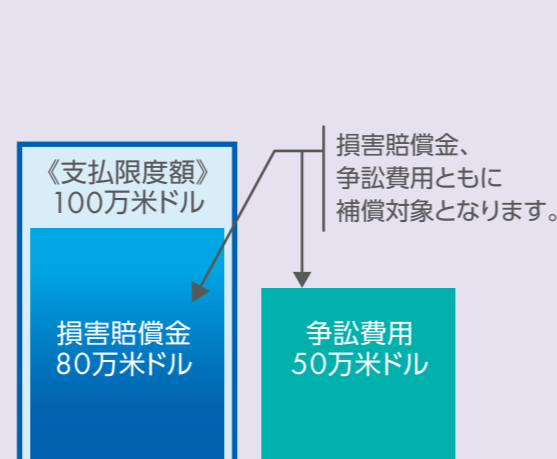 損害賠償金、
争訟費用ともに
補償対象となります。
《支払限度額》
100万米ドル
損害賠償金
80万米ドル
争訟費用
50万米ドル